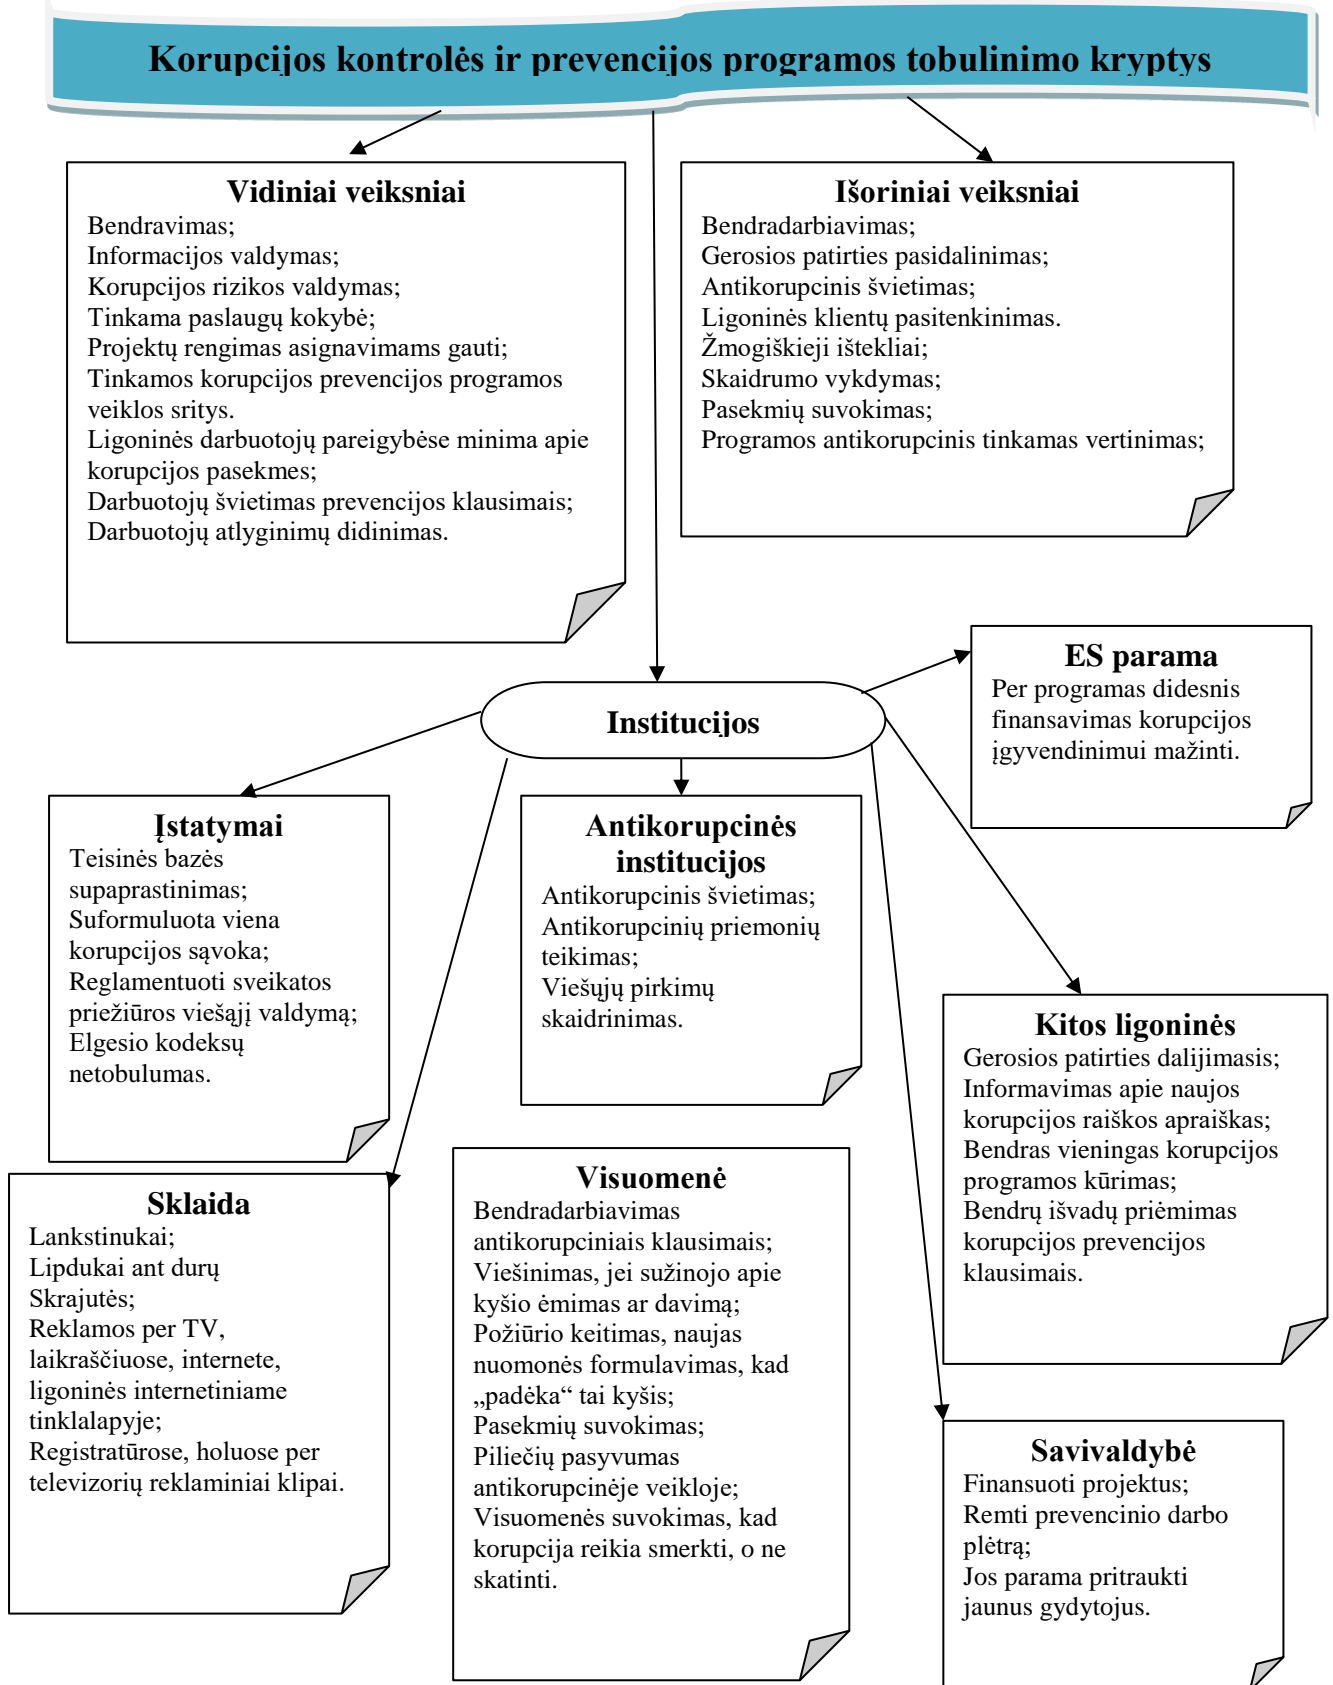 Korupcijos kontrolės ir prevencijos programos tobulinimo kryptys
Vidiniai veiksniai
Bendravimas;
Informacijos valdymas;
Korupcijos rizikos valdymas;
Tinkama paslaugų kokybė;
Projektų rengimas asignavimams gauti;
Tinkamos korupcijos prevencijos programos
veiklos sritys.
Ligoninės darbuotojų pareigybėse minima apie
korupcijos pasekmes;
Darbuotojų švietimas prevencijos klausimais;
Darbuotojų atlyginimų didinimas.
Išoriniai veiksniai
Bendradarbiavimas;
Gerosios patirties pasidalinimas;
Antikorupcinis švietimas;
Ligoninės klientų pasitenkinimas.
Žmogiškieji ištekliai;
Skaidrumo vykdymas;
Pasekmių suvokimas;
Programos antikorupcinis tinkamas vertinimas;
ES parama
Per programas didesnis
finansavimas korupcijos
įgyvendinimui mažinti.
Institucijos
Įstatymai
Teisinės bazės
supaprastinimas;
Suformuluota viena
korupcijos sąvoka;
Reglamentuoti sveikatos
priežiūros viešąjį valdymą;
Elgesio kodeksų
netobulumas.
Antikorupcinės
institucijos
Antikorupcinis švietimas;
Antikorupcinių priemonių
teikimas;
Viešųjų pirkimų
skaidrinimas.
Kitos ligoninės
Gerosios patirties dalijimasis;
Informavimas apie naujos
korupcijos raiškos apraiškas;
Bendras vieningas korupcijos
programos kūrimas;
Bendrų išvadų priėmimas
korupcijos prevencijos
klausimais.
Sklaida
Lankstinukai;
Lipdukai ant durų
Skrajutės;
Reklamos per TV,
laikraščiuose, internete,
ligoninės internetiniame
tinklalapyje;
Registratūrose, holuose per
televizorių reklaminiai klipai.
Visuomenė
Bendradarbiavimas
antikorupciniais klausimais;
Viešinimas, jei sužinojo apie
kyšio ėmimas ar davimą;
Požiūrio keitimas, naujas
nuomonės formulavimas, kad
„padėka“ tai kyšis;
Pasekmių suvokimas;
Piliečių pasyvumas
antikorupcinėje veikloje;
Visuomenės suvokimas, kad
korupcija reikia smerkti, o ne
skatinti.
Savivaldybė
Finansuoti projektus;
Remti prevencinio darbo
plėtrą;
Jos parama pritraukti
jaunus gydytojus.